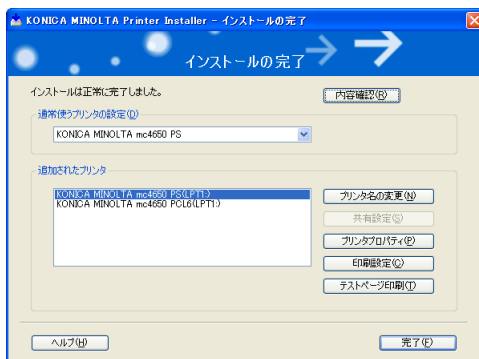 KONICA MINOLTA Printer Installer - インストールの完了
インストールの完了
インストールは正常に完了しました。
内容確認(R)
通常使うプリンタの設定(D)
KONICA MINOLTA mc4650 PS
追加されたプリンタ
KONICA MINOLTA mc4650 PS(LPT1:)
KONICA MINOLTA mc4650 PCL6(LPT1:)
プリンタ名の変更(N)
共有設定(S)
プリンタプロパティ(P)
印刷設定(C)
テストページ印刷(T)
ヘルプ(H)
完了(F)